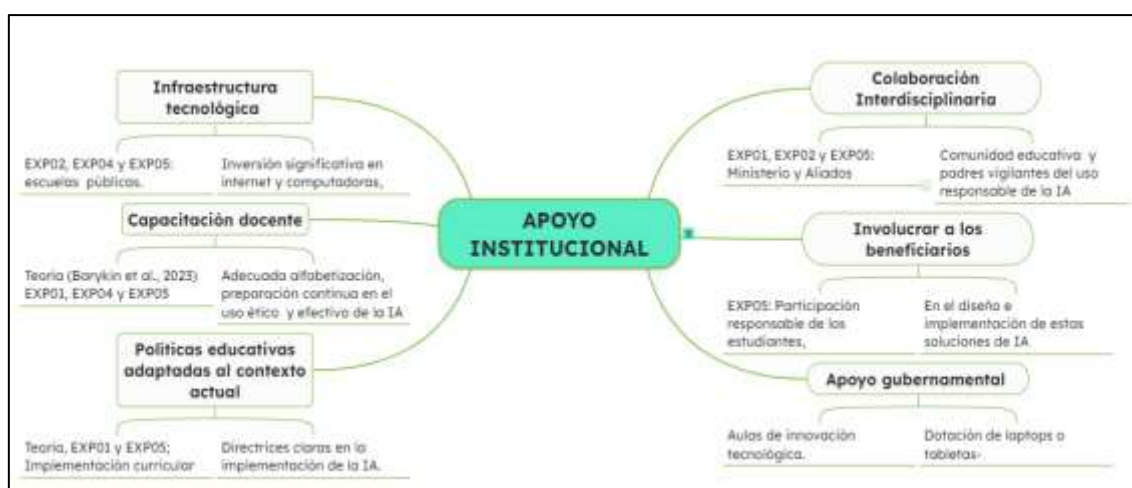 Infraestructura
tecnológica
EXP02, EXP04 y EXP05:
escuelas públicas.
Inversión significativa en
internet y computadoras,
Capacitación docente
Teoría (Barykin et al., 2023)
EXP01, EXP04 y EXP05
Adecuada alfabetización,
preparación continua en el
uso ético y efectivo de la IA
Políticas educativas
adaptadas al contexto
actual
Teoría, EXP01 y EXP05;
Implementación curricular
Directrices claras en la
implementación de la IA.
APOYO
INSTITUCIONAL
Colaboración
Interdisciplinaria
EXP01, EXP02 y EXP05:
Ministerio y Aliados
Comunidad educativa y
padres vigilantes del uso
responsable de la IA
Involucrar a los
beneficiarios
EXP05: Participación
responsable de los
estudiantes,
En el diseño e
implementación de estas
soluciones de IA
Apoyo gubernamental
Aulas de innovación
tecnológica.
Dotación de laptops o
tabletas-